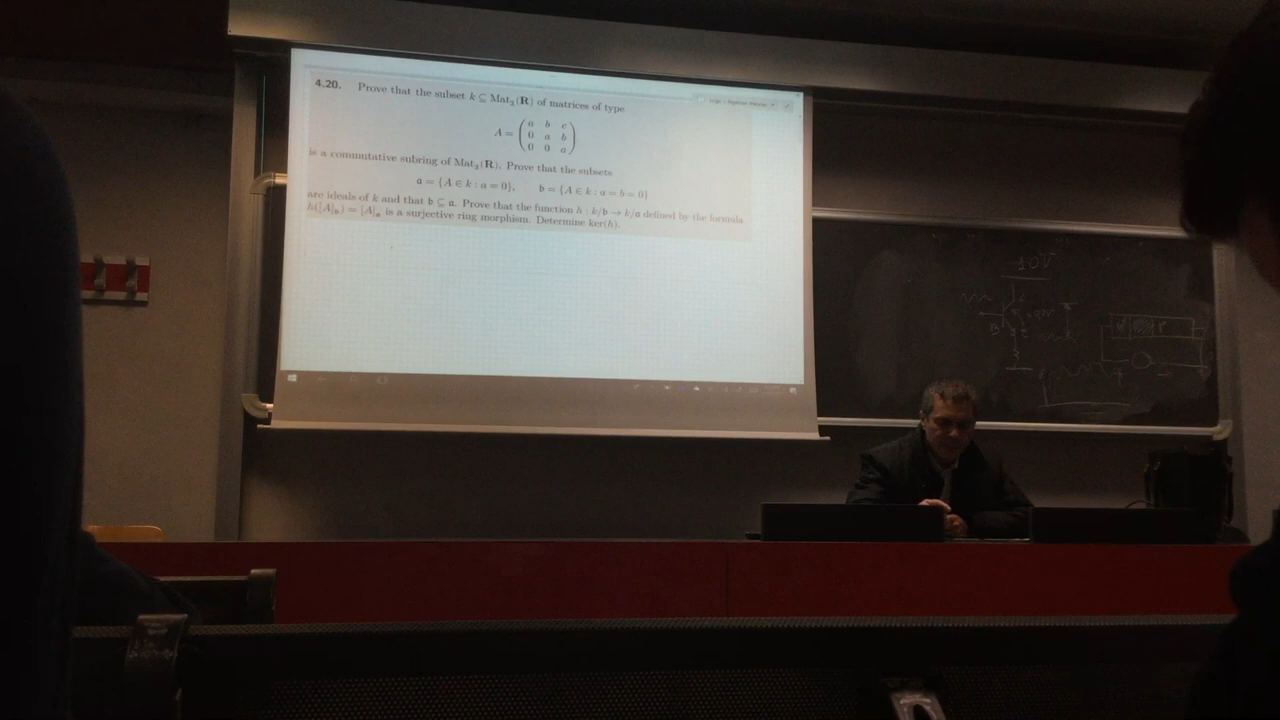 4.20. Prove that the subset k ⊆ Mat₃(R) of matrices of type
A = ( a b c
0 a b
0 0 a )
is a commutative subring of Mat₃(R). Prove that the subsets
𝔞 = {A ∈ k : a = 0}, 𝔟 = {A ∈ k : a = b = 0}
are ideals of k and that 𝔟 ⊆ 𝔞. Prove that the function h : k/𝔟 → k/𝔞 defined by the formula
h([A]𝔟) = [A]𝔞 is a surjective ring morphism. Determine ker(h).
10V
B